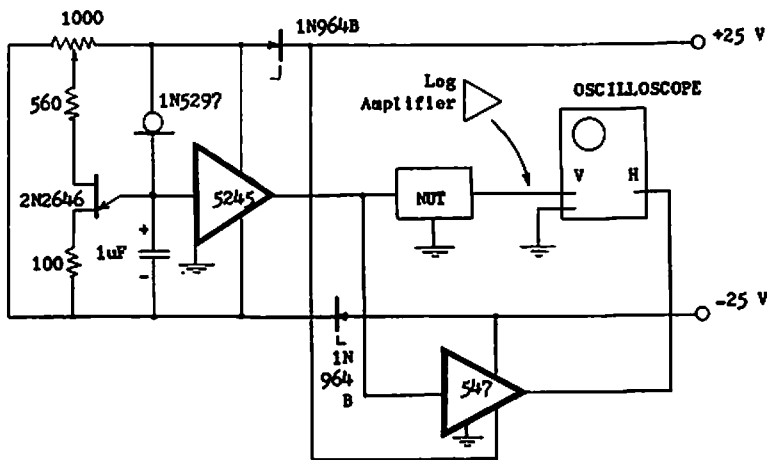 1000
1N964B
+25 V
560
1N5297
Log
Amplifier
OSCILLOSCOPE
V
H
2N2646
5245
NUT
+
1uF
-
100
-25 V
1N
964
B
547